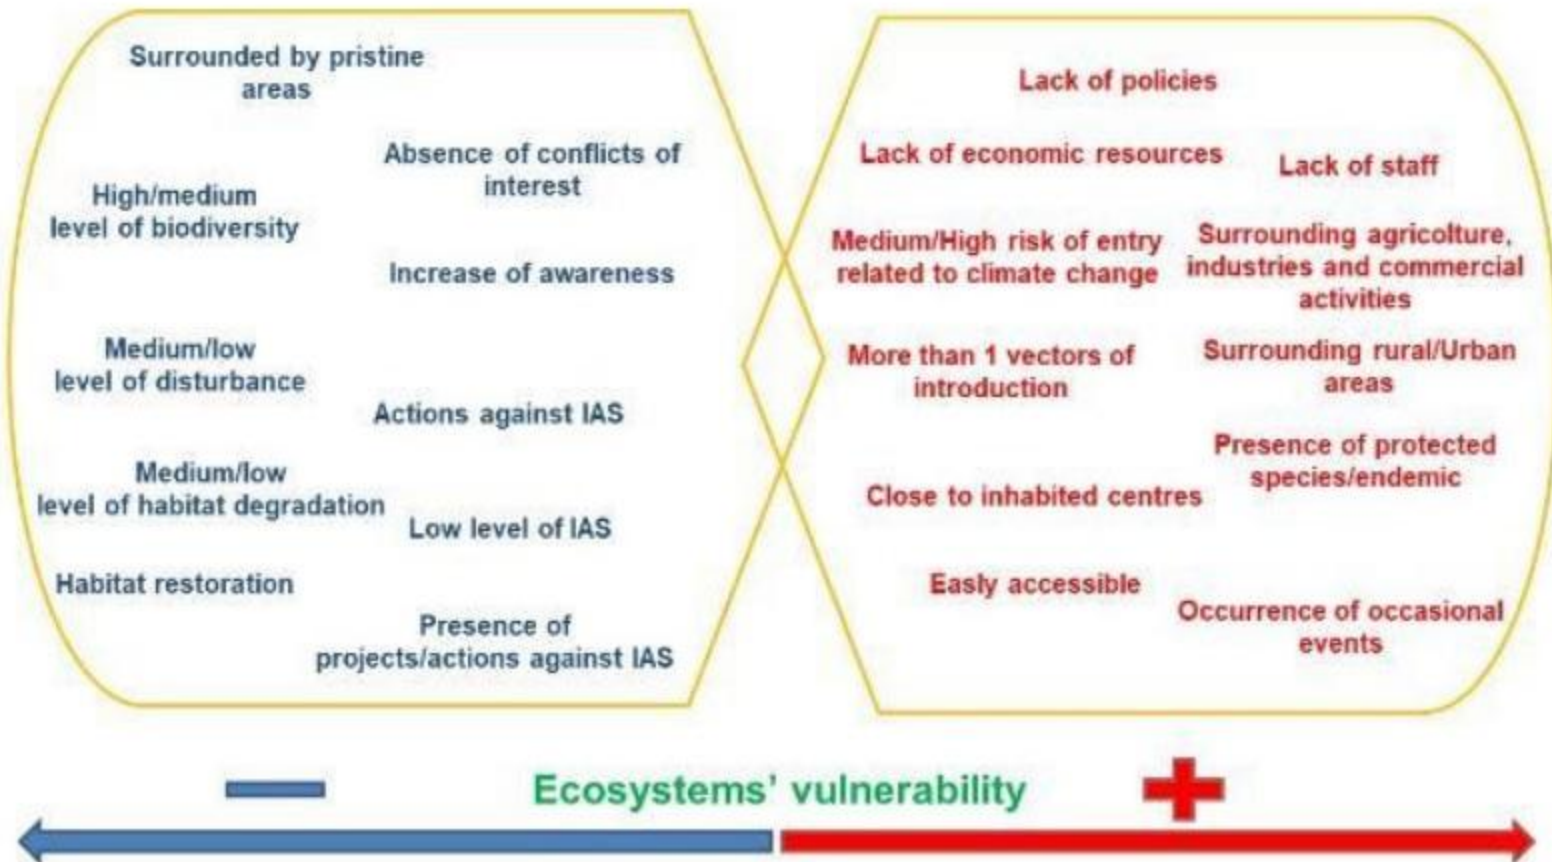 Surrounded by pristine
areas
Absence of conflicts of
interest
High/medium
level of biodiversity
Increase of awareness
Medium/low
level of disturbance
Actions against IAS
Medium/low
level of habitat degradation
Low level of IAS
Habitat restoration
Presence of
projects/actions against IAS
Lack of policies
Lack of economic resources
Lack of staff
Medium/High risk of entry
related to climate change
Surrounding agricolture,
industries and commercial
activities
More than 1 vectors of
introduction
Surrounding rural/Urban
areas
Presence of protected
species/endemic
Close to inhabited centres
Easly accessible
Occurrence of occasional
events
Ecosystems' vulnerability